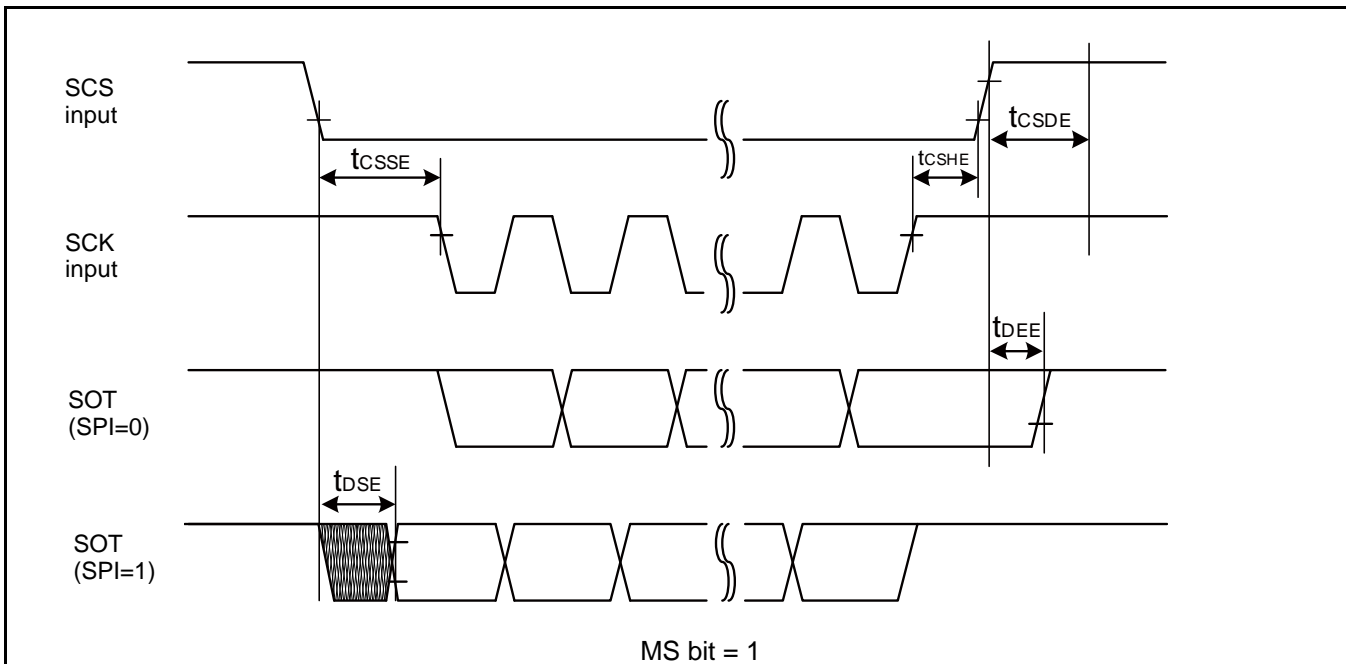 SCS
input
tCSDE
tCSSE
tCSHE
SCK
input
tDEE
SOT
(SPI=0)
tDSE
SOT
(SPI=1)
MS bit = 1